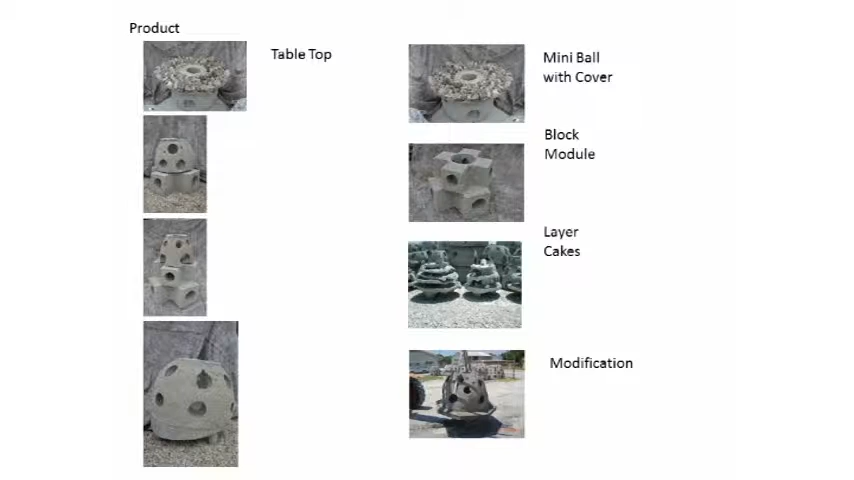 Product
Table Top
Mini Ball
with Cover
Block
Module
Layer
Cakes
Modification